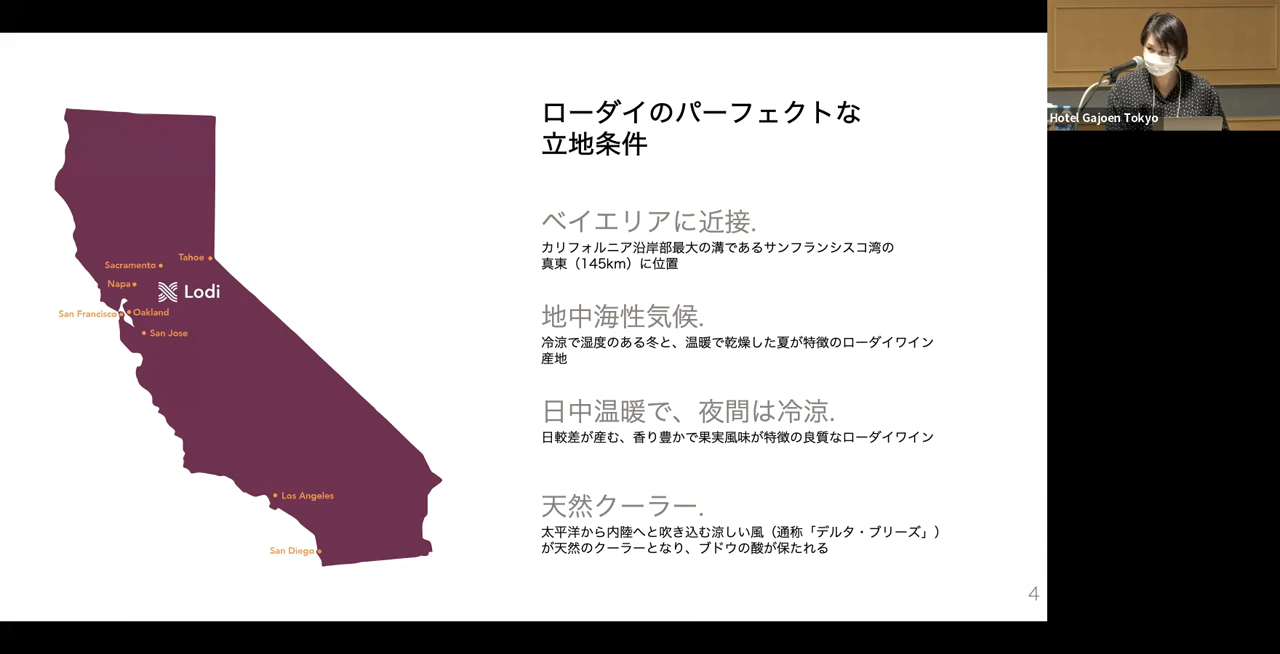 ローダイのパーフェクトな
立地条件
ベイエリアに近接.
カリフォルニア沿岸部最大の溝であるサンフランシスコ湾の
真東（145km）に位置
地中海性気候.
冷涼で湿度のある冬と、温暖で乾燥した夏が特徴のローダイワイン
産地
日中温暖で、夜間は冷涼.
日較差が産む、香り豊かで果実風味が特徴の良質なローダイワイン
天然クーラー.
太平洋から内陸へと吹き込む涼しい風（通称「デルタ・ブリーズ」）
が天然のクーラーとなり、ブドウの酸が保たれる
Tahoe
Sacramento
Napa
Lodi
San Francisco
Oakland
San Jose
Los Angeles
San Diego
4
Hotel Gajoen Tokyo